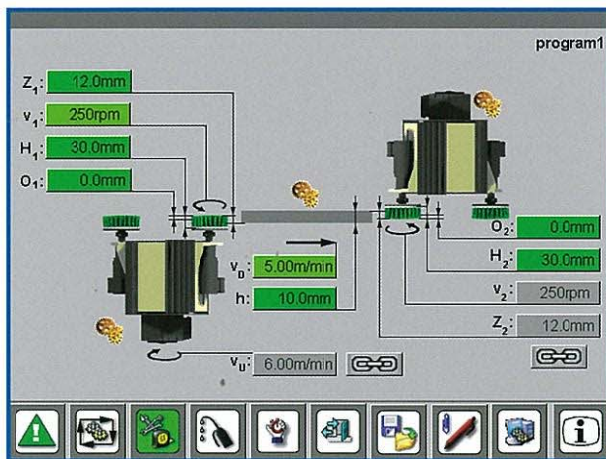 program1
Z1: 12.0mm
v1: 250rpm
H1: 30.0mm
O1: 0.0mm
O2: 0.0mm
vD: 5.00m/min
H2: 30.0mm
h: 10.0mm
v2: 250rpm
Z2: 12.0mm
vU: 6.00m/min
i